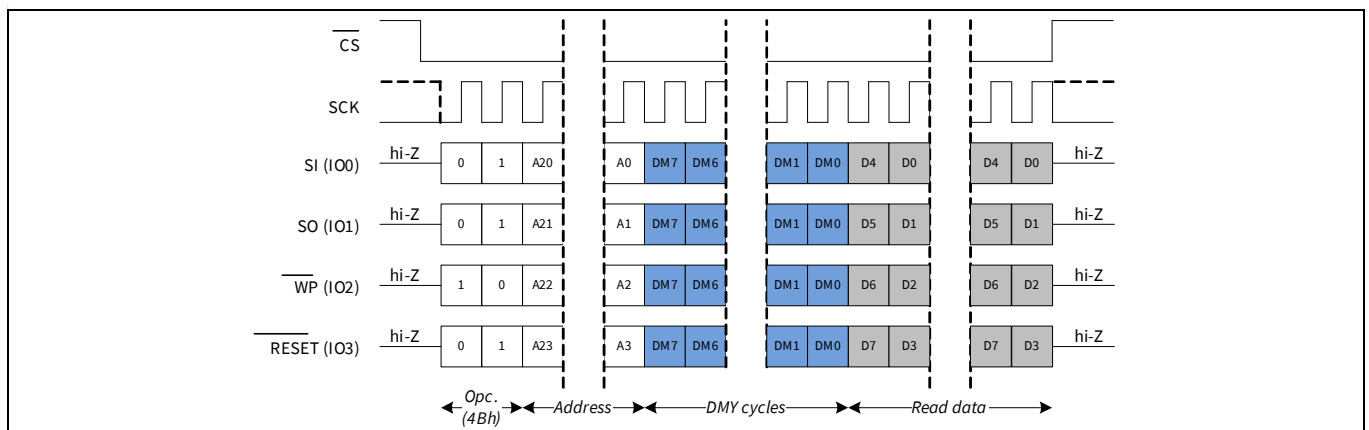 CS
SCK
SI (IO0) hi-Z 0 1 A20 A0 DM7 DM6 DM1 DM0 D4 D0 D4 D0 hi-Z
SO (IO1) hi-Z 0 1 A21 A1 DM7 DM6 DM1 DM0 D5 D1 D5 D1 hi-Z
WP (IO2) hi-Z 1 0 A22 A2 DM7 DM6 DM1 DM0 D6 D2 D6 D2 hi-Z
RESET (IO3) hi-Z 0 1 A23 A3 DM7 DM6 DM1 DM0 D7 D3 D7 D3 hi-Z
Opc. (4Bh) Address DMY cycles Read data